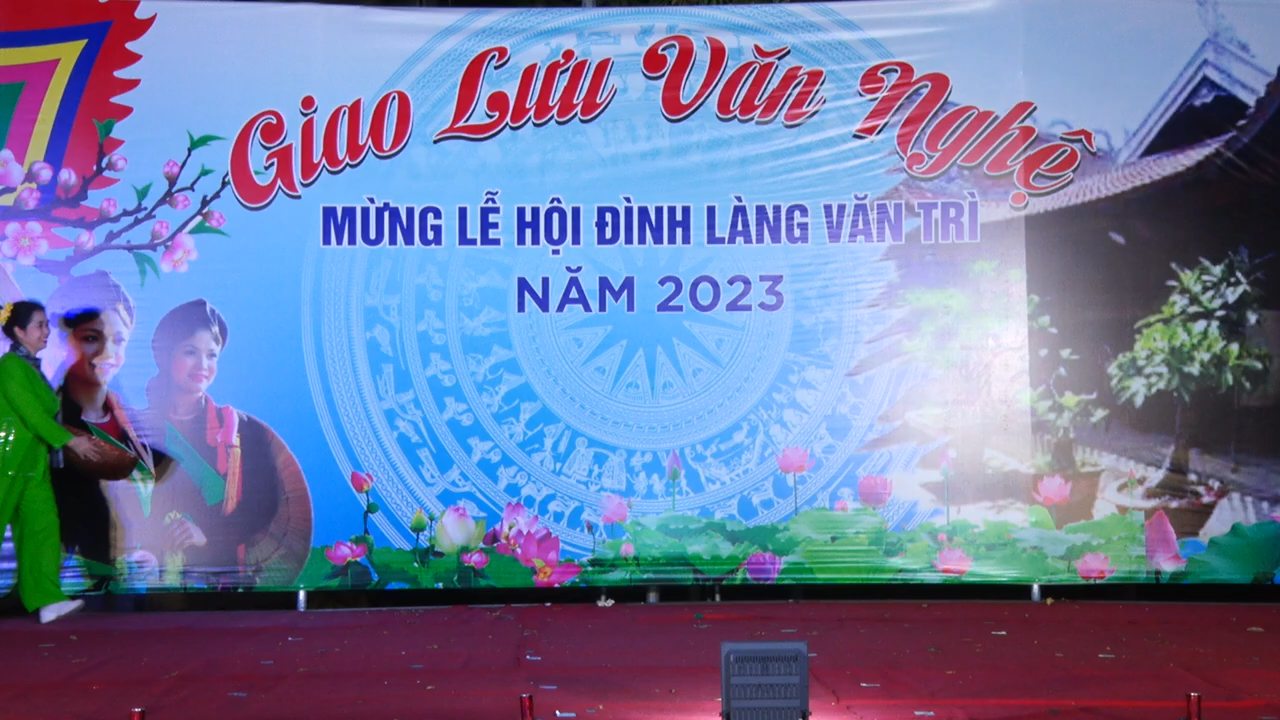 Giao Lưu Văn Nghệ
MỪNG LỄ HỘI ĐÌNH LÀNG VĂN TRÌ
NĂM 2023